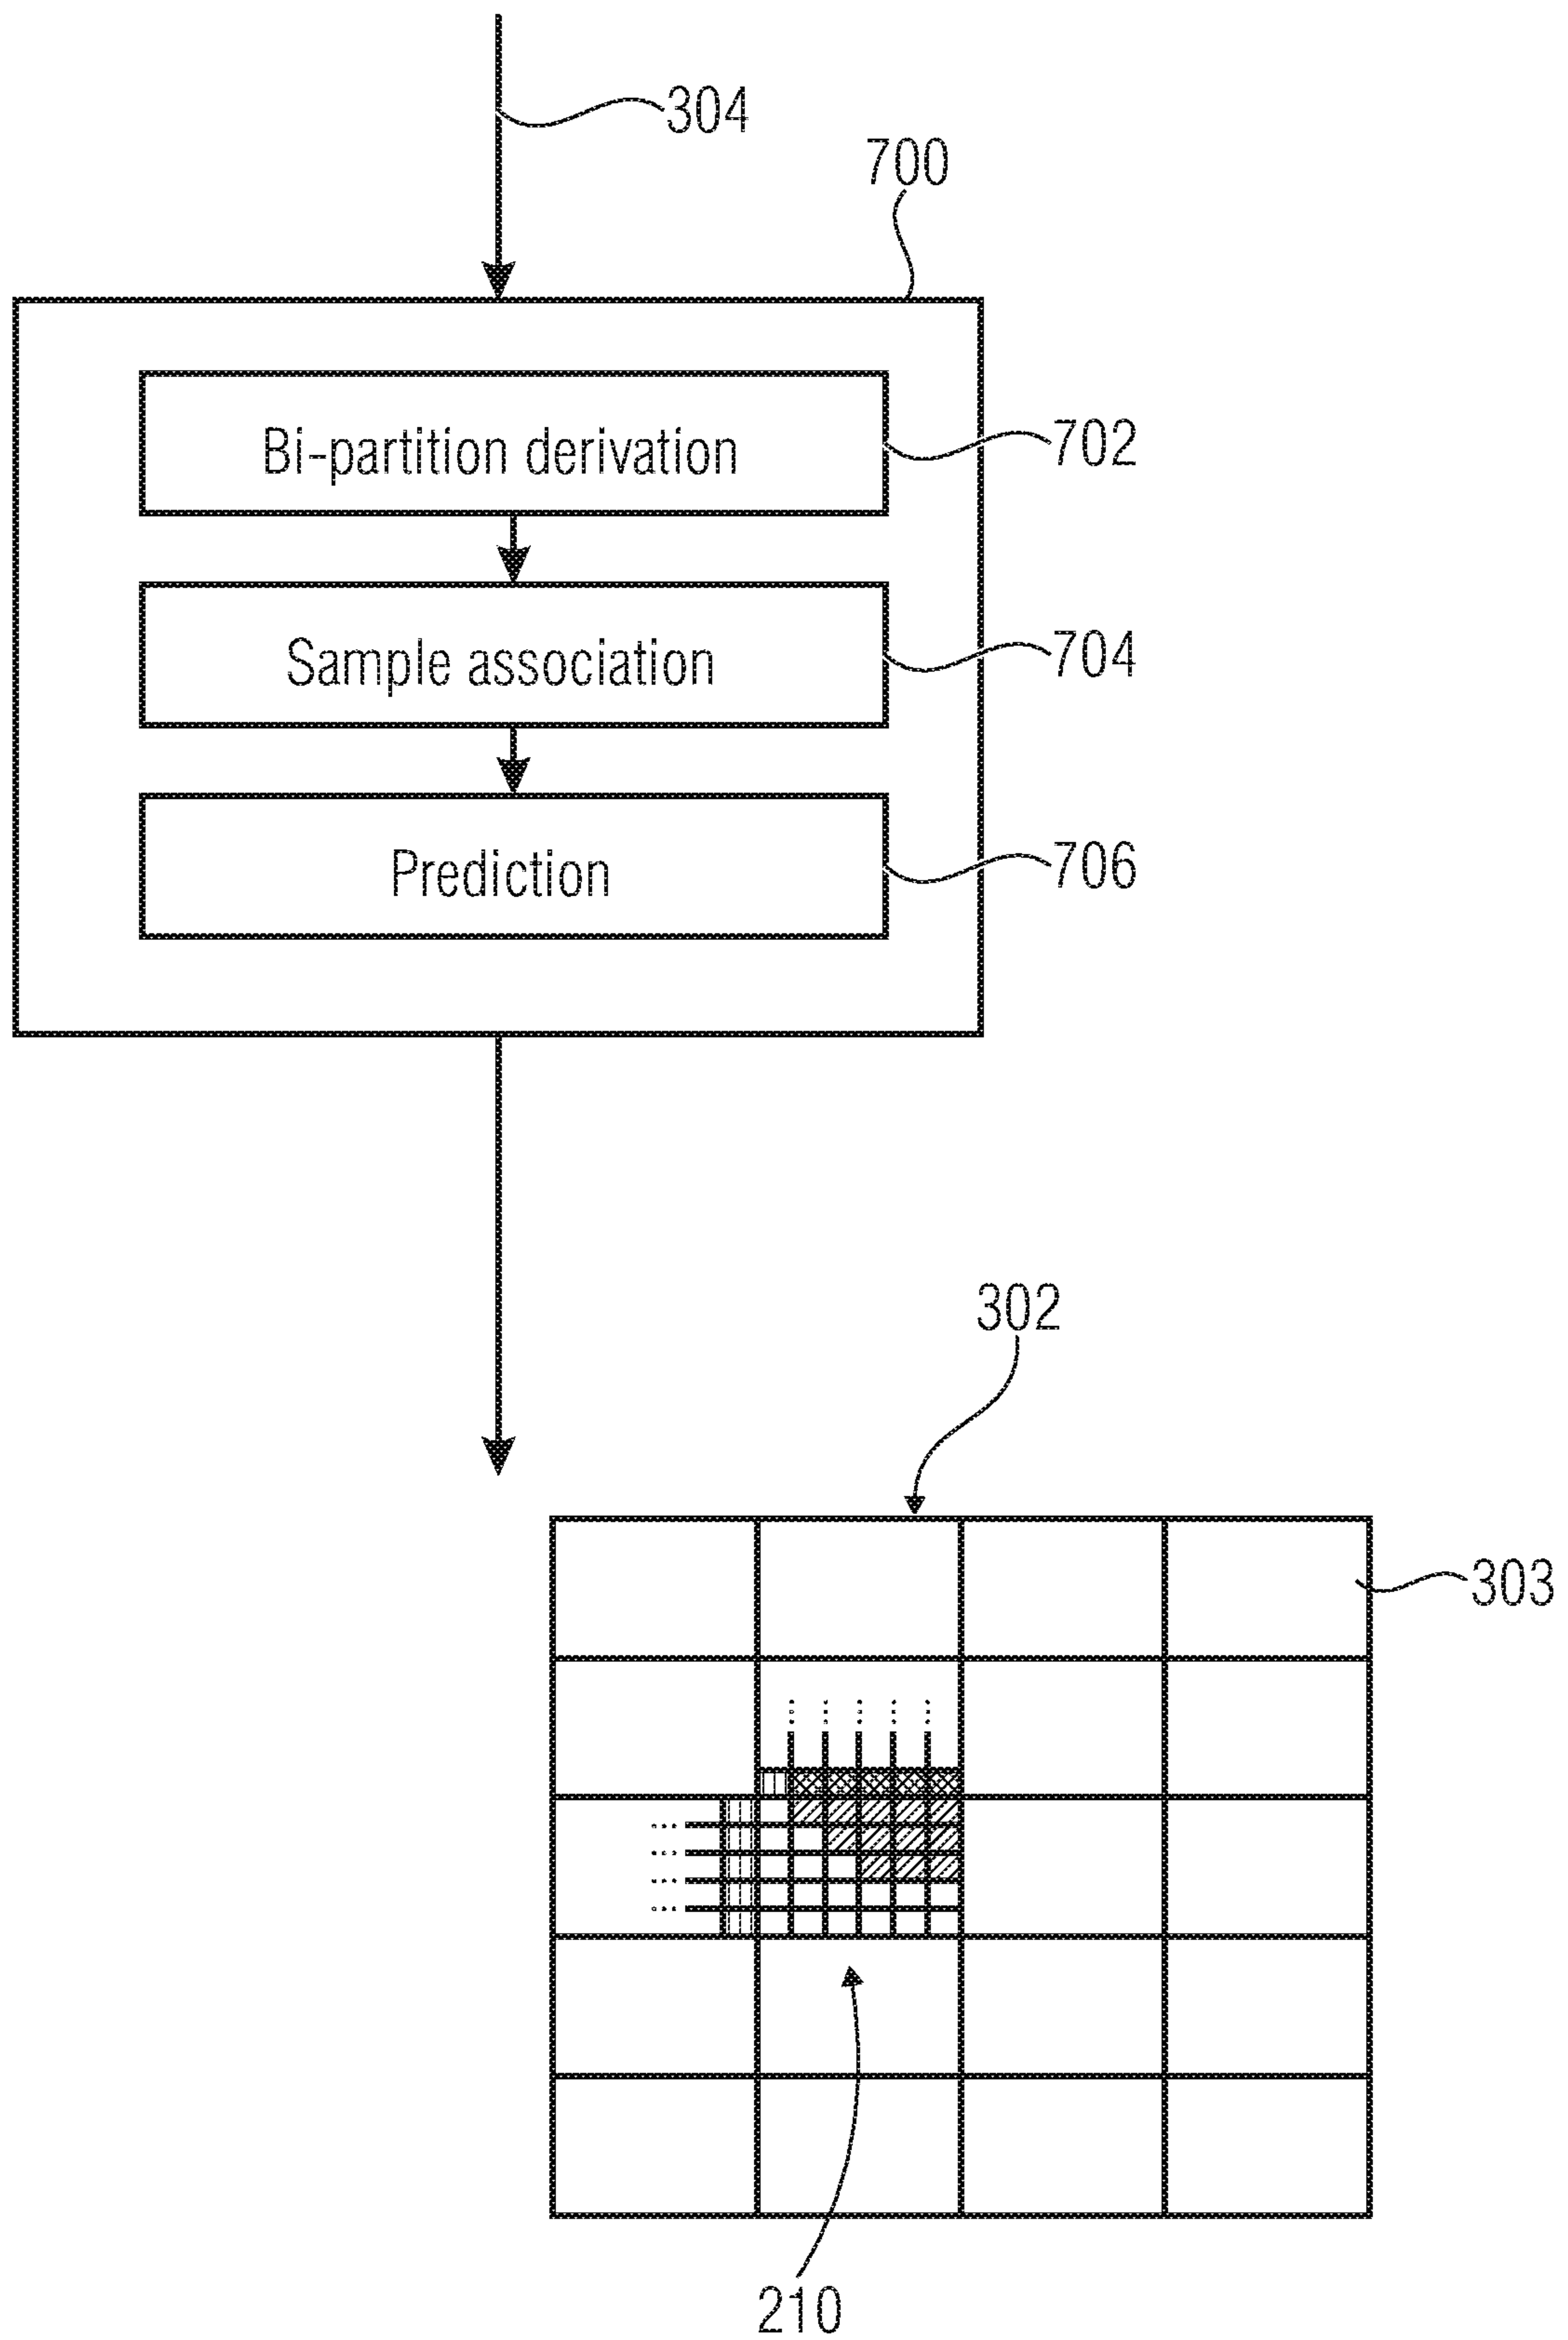 304
700
Bi-partition derivation
702
Sample association
704
Prediction
706
302
303
210